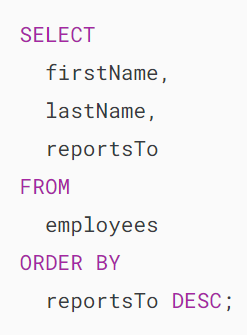 SELECT
  firstName,
  lastName,
  reportsTo
FROM
  employees
ORDER BY
  reportsTo DESC;